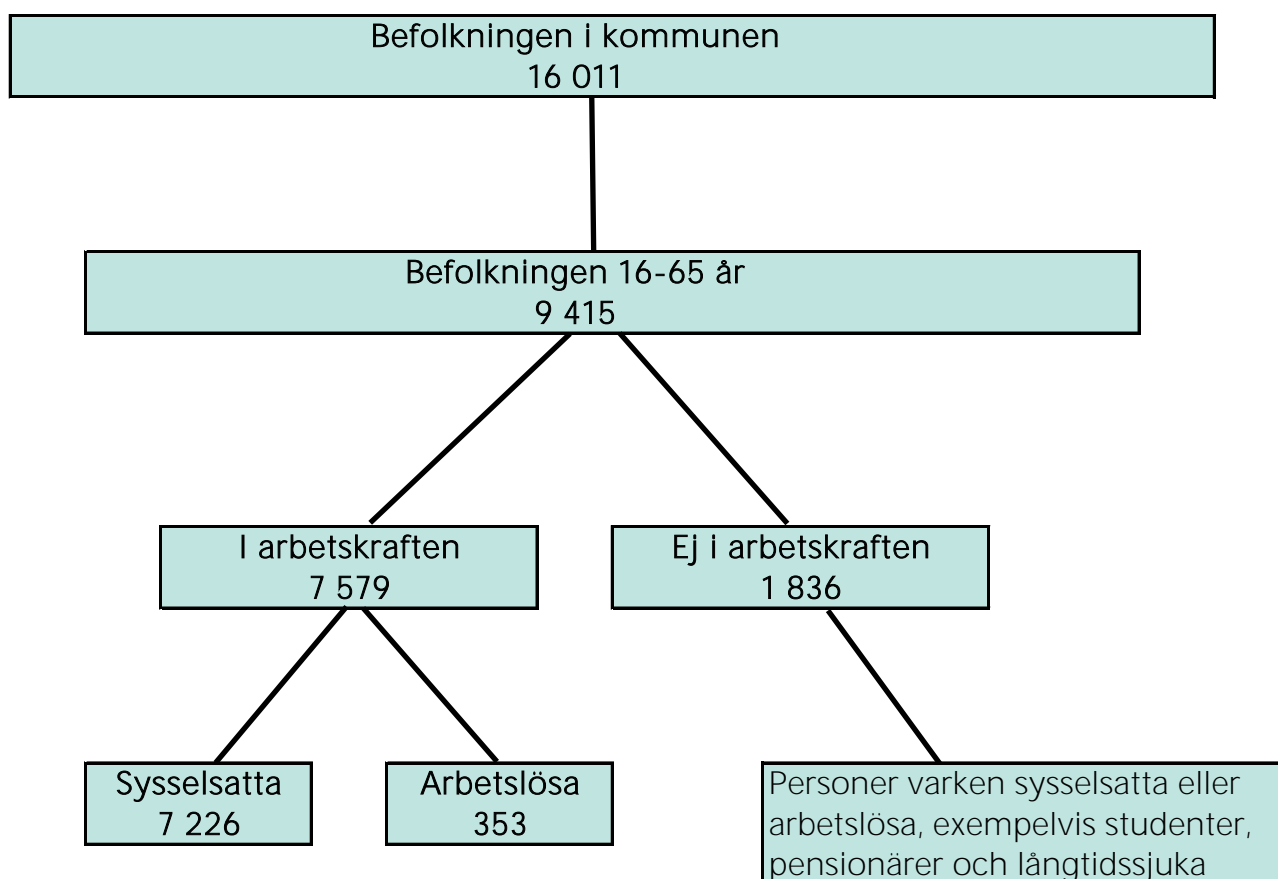 Befolkningen i kommunen
16 011
Befolkningen 16-65 år
9 415
I arbetskraften
7 579
Ej i arbetskraften
1 836
Sysselsatta
7 226
Arbetslösa
353
Personer varken sysselsatta eller
arbetslösa, exempelvis studenter,
pensionärer och långtidssjuka